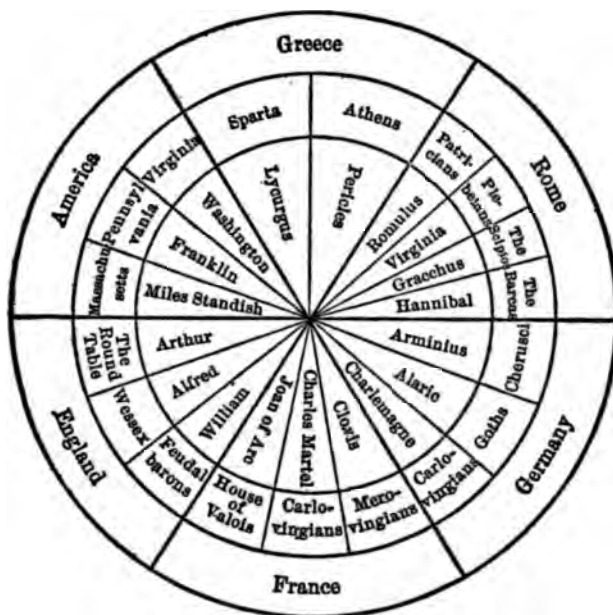 Greece
Rome
Germany
France
England
America
Sparta
Athens
Patri-
cians
Ple-
beians
The
Scipios
The
Barons
Cherusci
Goths
Carlo-
vingians
Mero-
vingians
Carlo-
vingians
House
of
Valois
Feudal
barons
Wessex
The
Round
Table
Massachu
setts
Pennsyl
vania
Virginia
Lycurgus
Pericles
Romulus
Virginia
Gracchus
Hannibal
Arminius
Alaric
Charlemagne
Clovis
Charles Martel
Joan of Arc
William
Alfred
Arthur
Miles Standish
Franklin
Washington